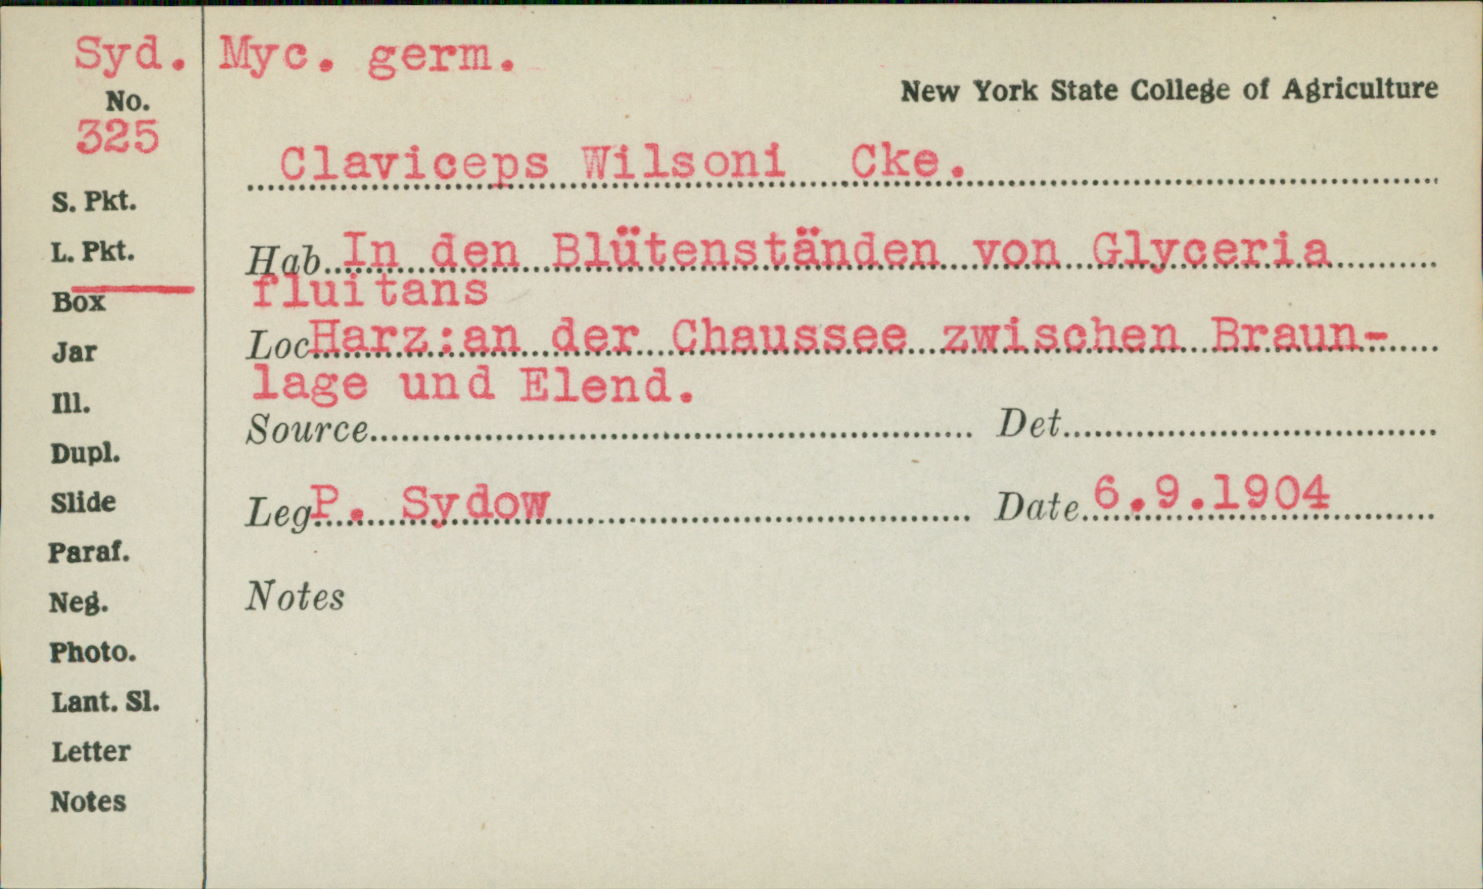 Syd. Myc. germ.
New York State College of Agriculture
No.
325
Claviceps Wilsoni Cke.
S. Pkt.
L. Pkt.
Hab. In den Blütenständen von Glyceria
fluitans
Box
Jar
Loc Harz:an der Chaussee zwischen Braun-
lage und Elend.
Ill.
Source
Det.
Dupl.
Slide
Leg P. Sydow
Date 6.9.1904
Paraf.
Neg.
Notes
Photo.
Lant. Sl.
Letter
Notes